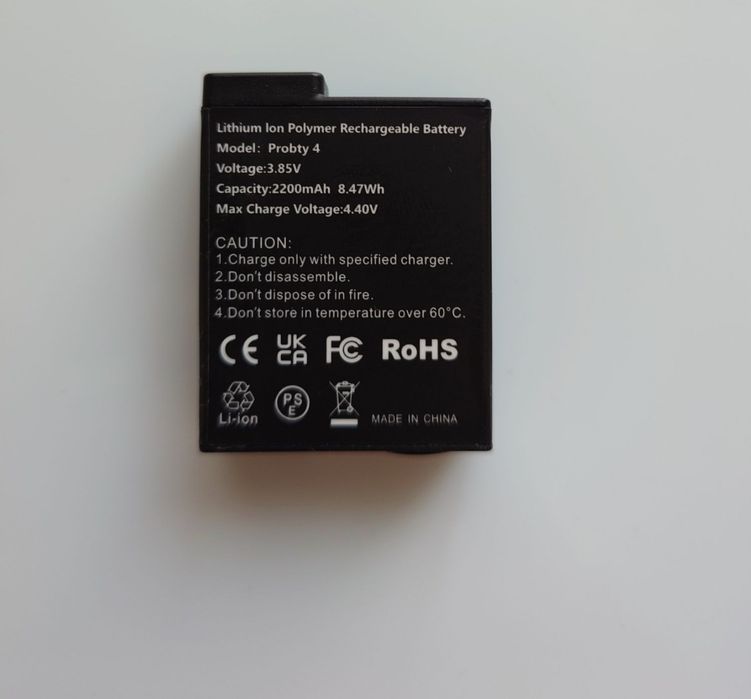 Lithium Ion Polymer Rechargeable Battery
Model: Probty 4
Voltage:3.85V
Capacity:2200mAh 8.47Wh
Max Charge Voltage:4.40V
CAUTION:
1.Charge only with specified charger.
2.Don't disassemble.
3.Don't dispose of in fire.
4.Don't store in temperature over 60°C.
CE UK CA FC RoHS
Li-ion PS E MADE IN CHINA